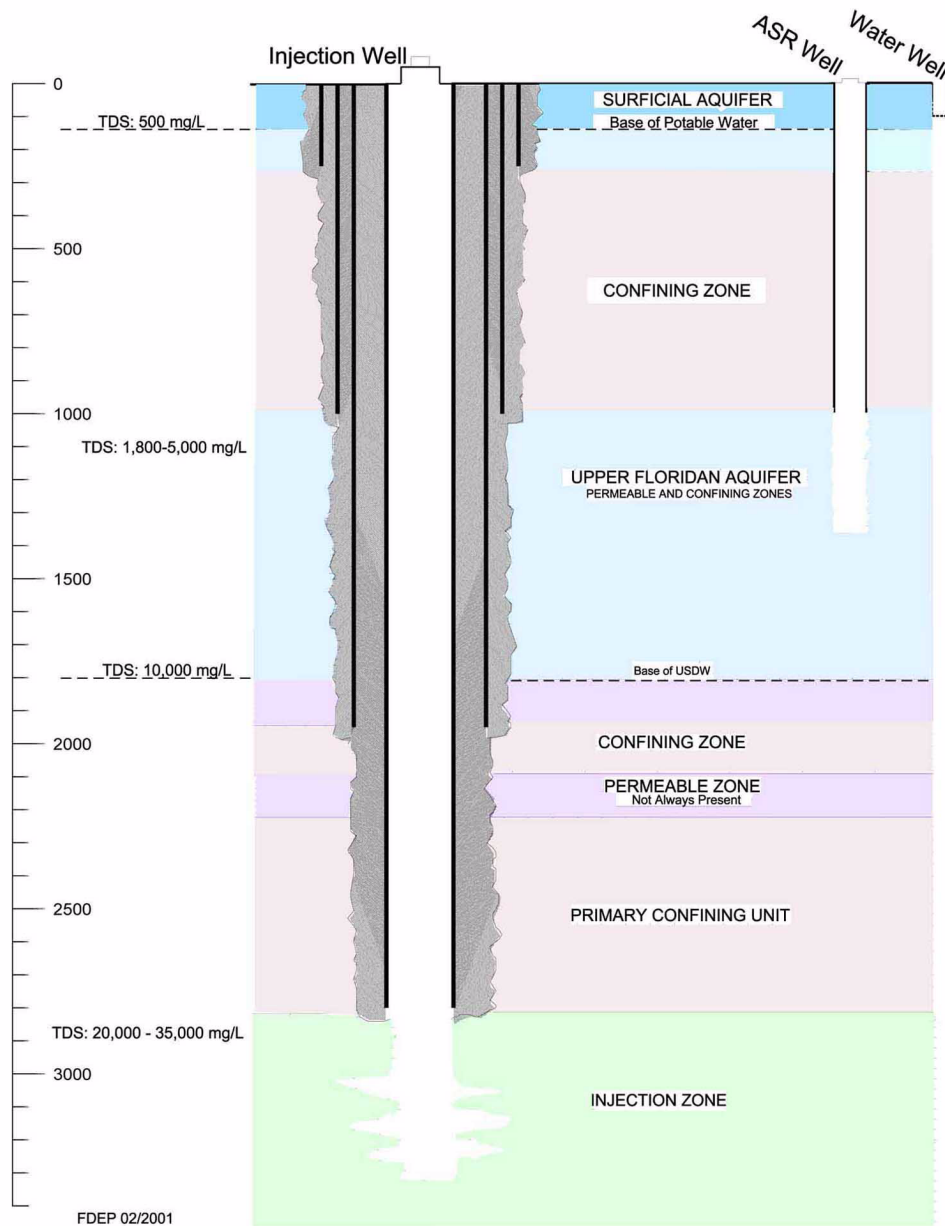 Injection Well
ASR Well
Water Well
0
SURFICIAL AQUIFER
TDS: 500 mg/L
Base of Potable Water
500
CONFINING ZONE
1000
TDS: 1,800-5,000 mg/L
UPPER FLORIDAN AQUIFER
PERMEABLE AND CONFINING ZONES
1500
TDS: 10,000 mg/L
Base of USDW
2000
CONFINING ZONE
PERMEABLE ZONE
Not Always Present
2500
PRIMARY CONFINING UNIT
TDS: 20,000 - 35,000 mg/L
3000
INJECTION ZONE
FDEP 02/2001